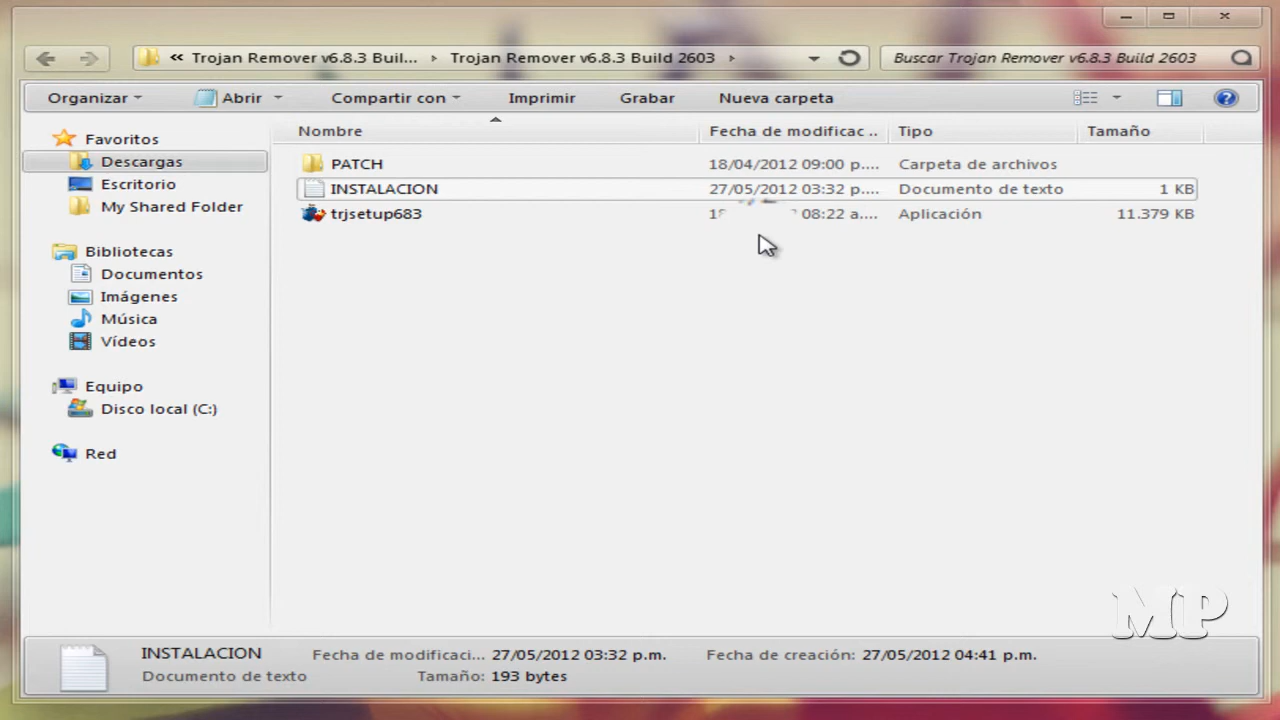 « Trojan Remover v6.8.3 Buil... Trojan Remover v6.8.3 Build 2603
Buscar Trojan Remover v6.8.3 Build 2603
Organizar Abrir Compartir con Imprimir Grabar Nueva carpeta
Nombre Fecha de modificac .. Tipo Tamaño
PATCH 18/04/2012 09:00 p.... Carpeta de archivos
INSTALACION 27/05/2012 03:32 p.... Documento de texto 1 KB
trjsetup683 08:22 a.... Aplicación 11.379 KB
Favoritos
Descargas
Escritorio
My Shared Folder
Bibliotecas
Documentos
Imágenes
Música
Vídeos
Equipo
Disco local (C:)
Red
MP
INSTALACION Fecha de modificaci... 27/05/2012 03:32 p.m. Fecha de creación: 27/05/2012 04:41 p.m.
Documento de texto Tamaño: 193 bytes